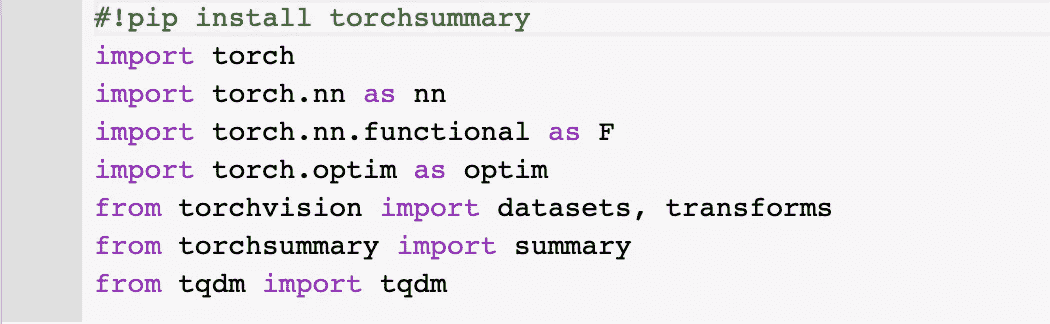 #!pip install torchsummary
import torch
import torch.nn as nn
import torch.nn.functional as F
import torch.optim as optim
from torchvision import datasets, transforms
from torchsummary import summary
from tqdm import tqdm